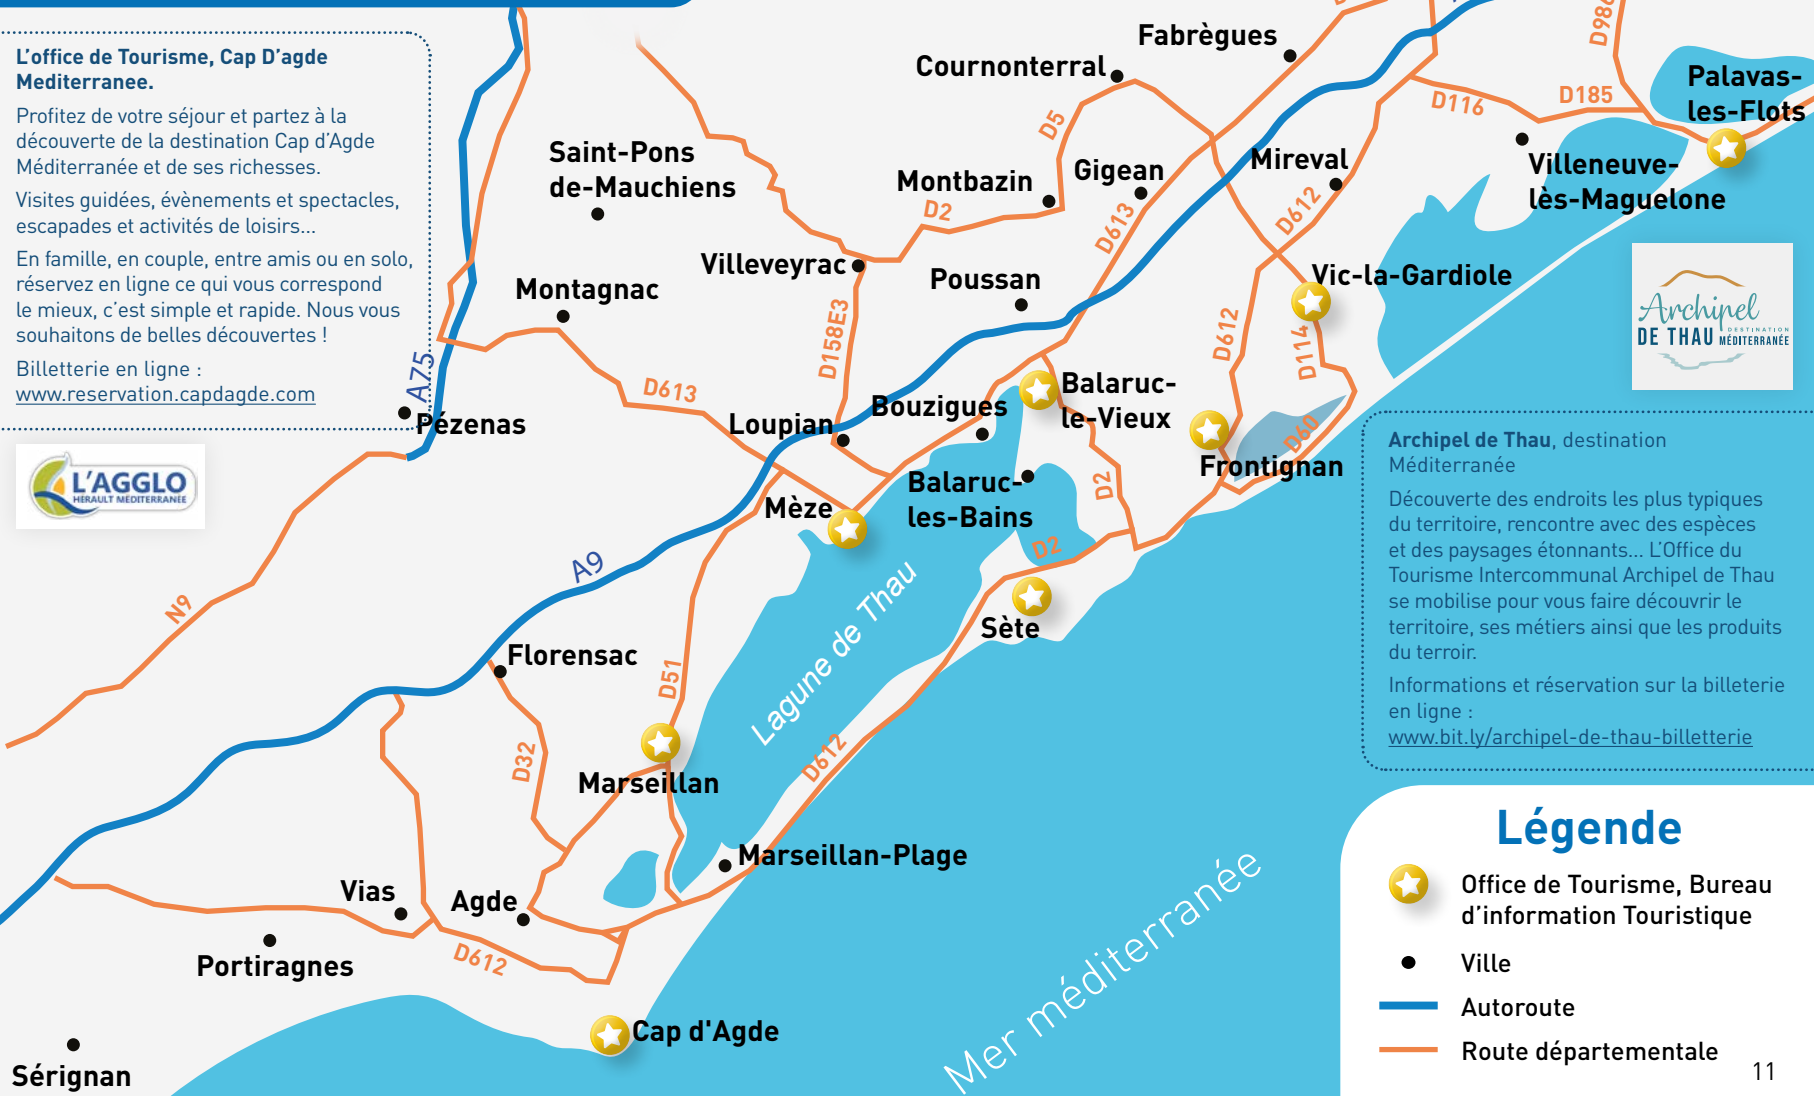 L'office de Tourisme, Cap D'agde
Mediterranee.
Profitez de votre séjour et partez à la
découverte de la destination Cap d'Agde
Méditerranée et de ses richesses.
Visites guidées, évènements et spectacles,
escapades et activités de loisirs...
En famille, en couple, entre amis ou en solo,
réservez en ligne ce qui vous correspond
le mieux, c'est simple et rapide. Nous vous
souhaitons de belles découvertes !
Billetterie en ligne :
www.reservation.capdagde.com
L'AGGLO
HERAULT MEDITERRANEE
Fabrègues
Cournonterral
D986
Palavas-
les-Flots
D116
D185
D5
Saint-Pons
de-Mauchiens
Montbazin
Gigean
Mireval
Villeneuve-
lès-Maguelone
D2
D613
D612
Villeveyrac
Poussan
Vic-la-Gardiole
Montagnac
D158E3
D612
D114
A75
Pézenas
D613
Loupian
Bouzigues
Balaruc-
le-Vieux
D60
Frontignan
Balaruc-
les-Bains
D2
Mèze
D2
A9
N9
Sète
Lagune de Thau
Florensac
D51
D32
D612
Marseillan
Marseillan-Plage
Vias
Agde
D612
Portiragnes
Cap d'Agde
Sérignan
Mer méditerranée
Archipel
DE THAU
DESTINATION
MÉDITERRANÉE
Archipel de Thau, destination
Méditerranée
Découverte des endroits les plus typiques
du territoire, rencontre avec des espèces
et des paysages étonnants... L'Office du
Tourisme Intercommunal Archipel de Thau
se mobilise pour vous faire découvrir le
territoire, ses métiers ainsi que les produits
du terroir.
Informations et réservation sur la billeterie
en ligne :
www.bit.ly/archipel-de-thau-billetterie
Légende
Office de Tourisme, Bureau
d'information Touristique
Ville
Autoroute
Route départementale
11